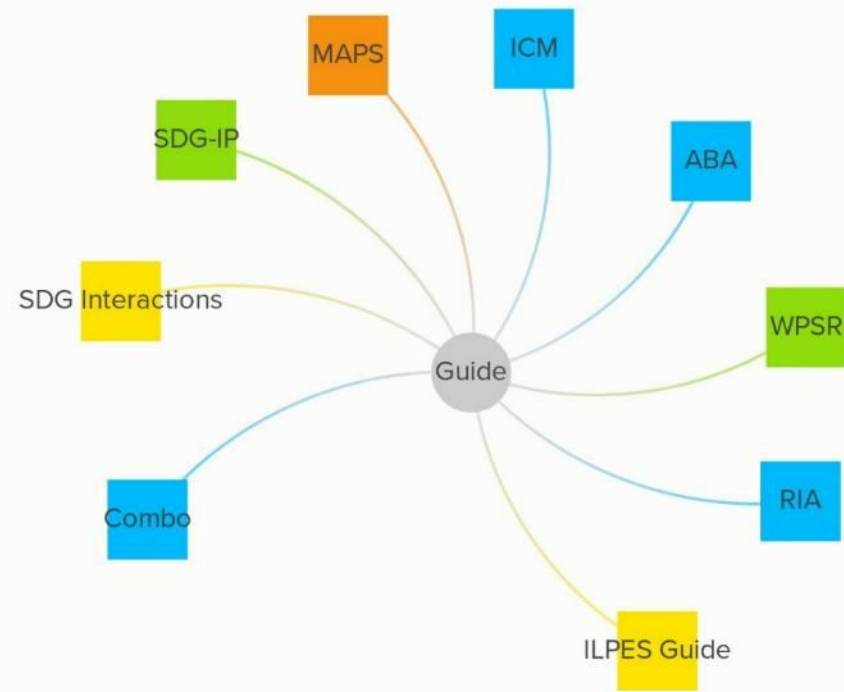 MAPS
ICM
SDG-IP
ABA
SDG Interactions
WPSR
Guide
Combo
RIA
ILPES Guide